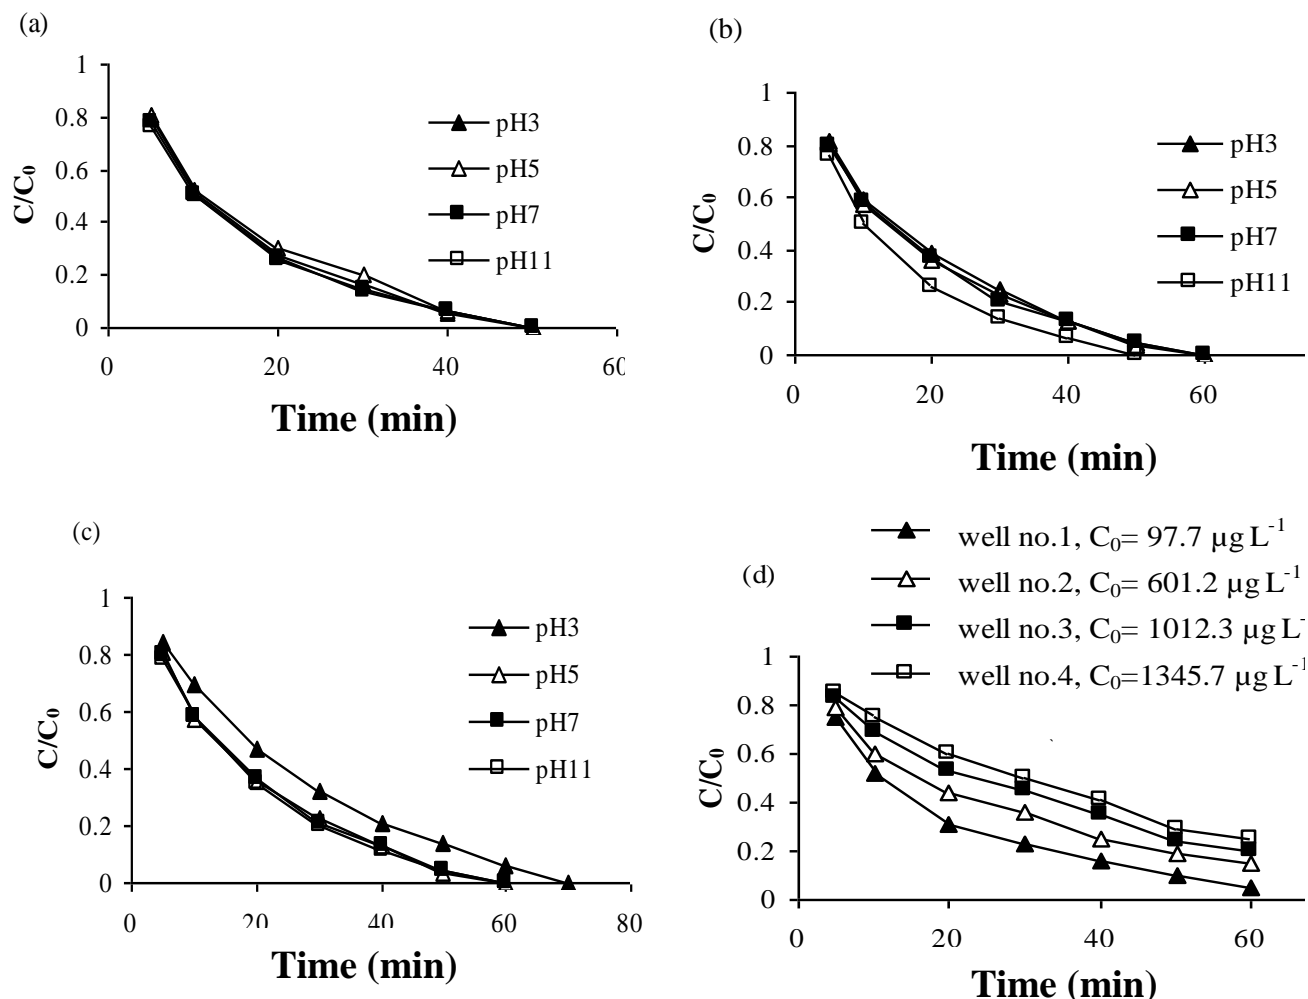 (a)
1
0.8
0.6
0.4
0.2
0
0 20 40 60
C/C₀
Time (min)
pH3
pH5
pH7
pH11
(b)
1
0.8
0.6
0.4
0.2
0
0 20 40 60
C/C₀
Time (min)
pH3
pH5
pH7
pH11
(c)
1
0.8
0.6
0.4
0.2
0
0 20 40 60 80
C/C₀
Time (min)
pH3
pH5
pH7
pH11
(d)
well no.1, C₀= 97.7 µg L⁻¹
well no.2, C₀= 601.2 µg L⁻¹
well no.3, C₀= 1012.3 µg L⁻
well no.4, C₀=1345.7 µg L⁻¹
1
0.8
0.6
0.4
0.2
0
0 20 40 60
C/C₀
Time (min)